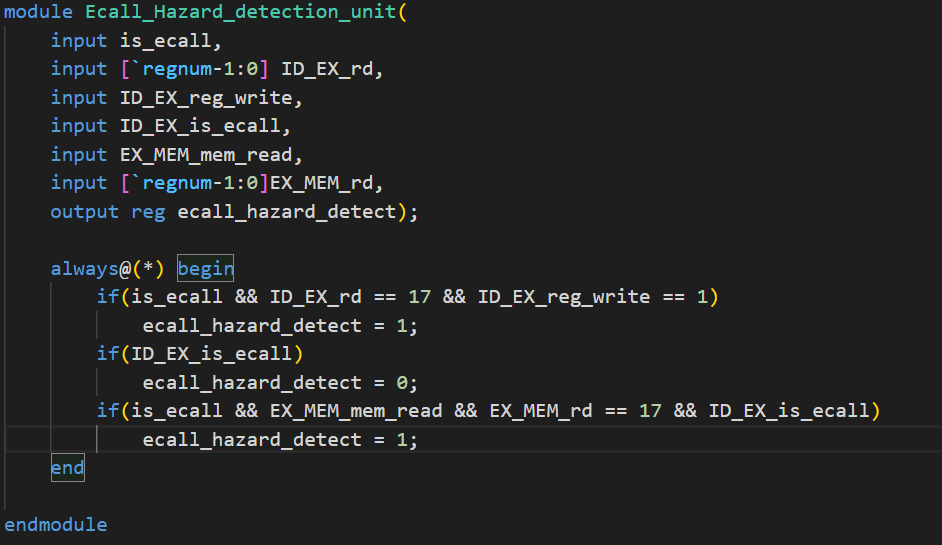 module Ecall_Hazard_detection_unit(
    input is_ecall,
    input [`regnum-1:0] ID_EX_rd,
    input ID_EX_reg_write,
    input ID_EX_is_ecall,
    input EX_MEM_mem_read,
    input [`regnum-1:0]EX_MEM_rd,
    output reg ecall_hazard_detect);

    always@(*) begin
        if(is_ecall && ID_EX_rd == 17 && ID_EX_reg_write == 1)
            ecall_hazard_detect = 1;
        if(ID_EX_is_ecall)
            ecall_hazard_detect = 0;
        if(is_ecall && EX_MEM_mem_read && EX_MEM_rd == 17 && ID_EX_is_ecall)
            ecall_hazard_detect = 1;
    end

endmodule